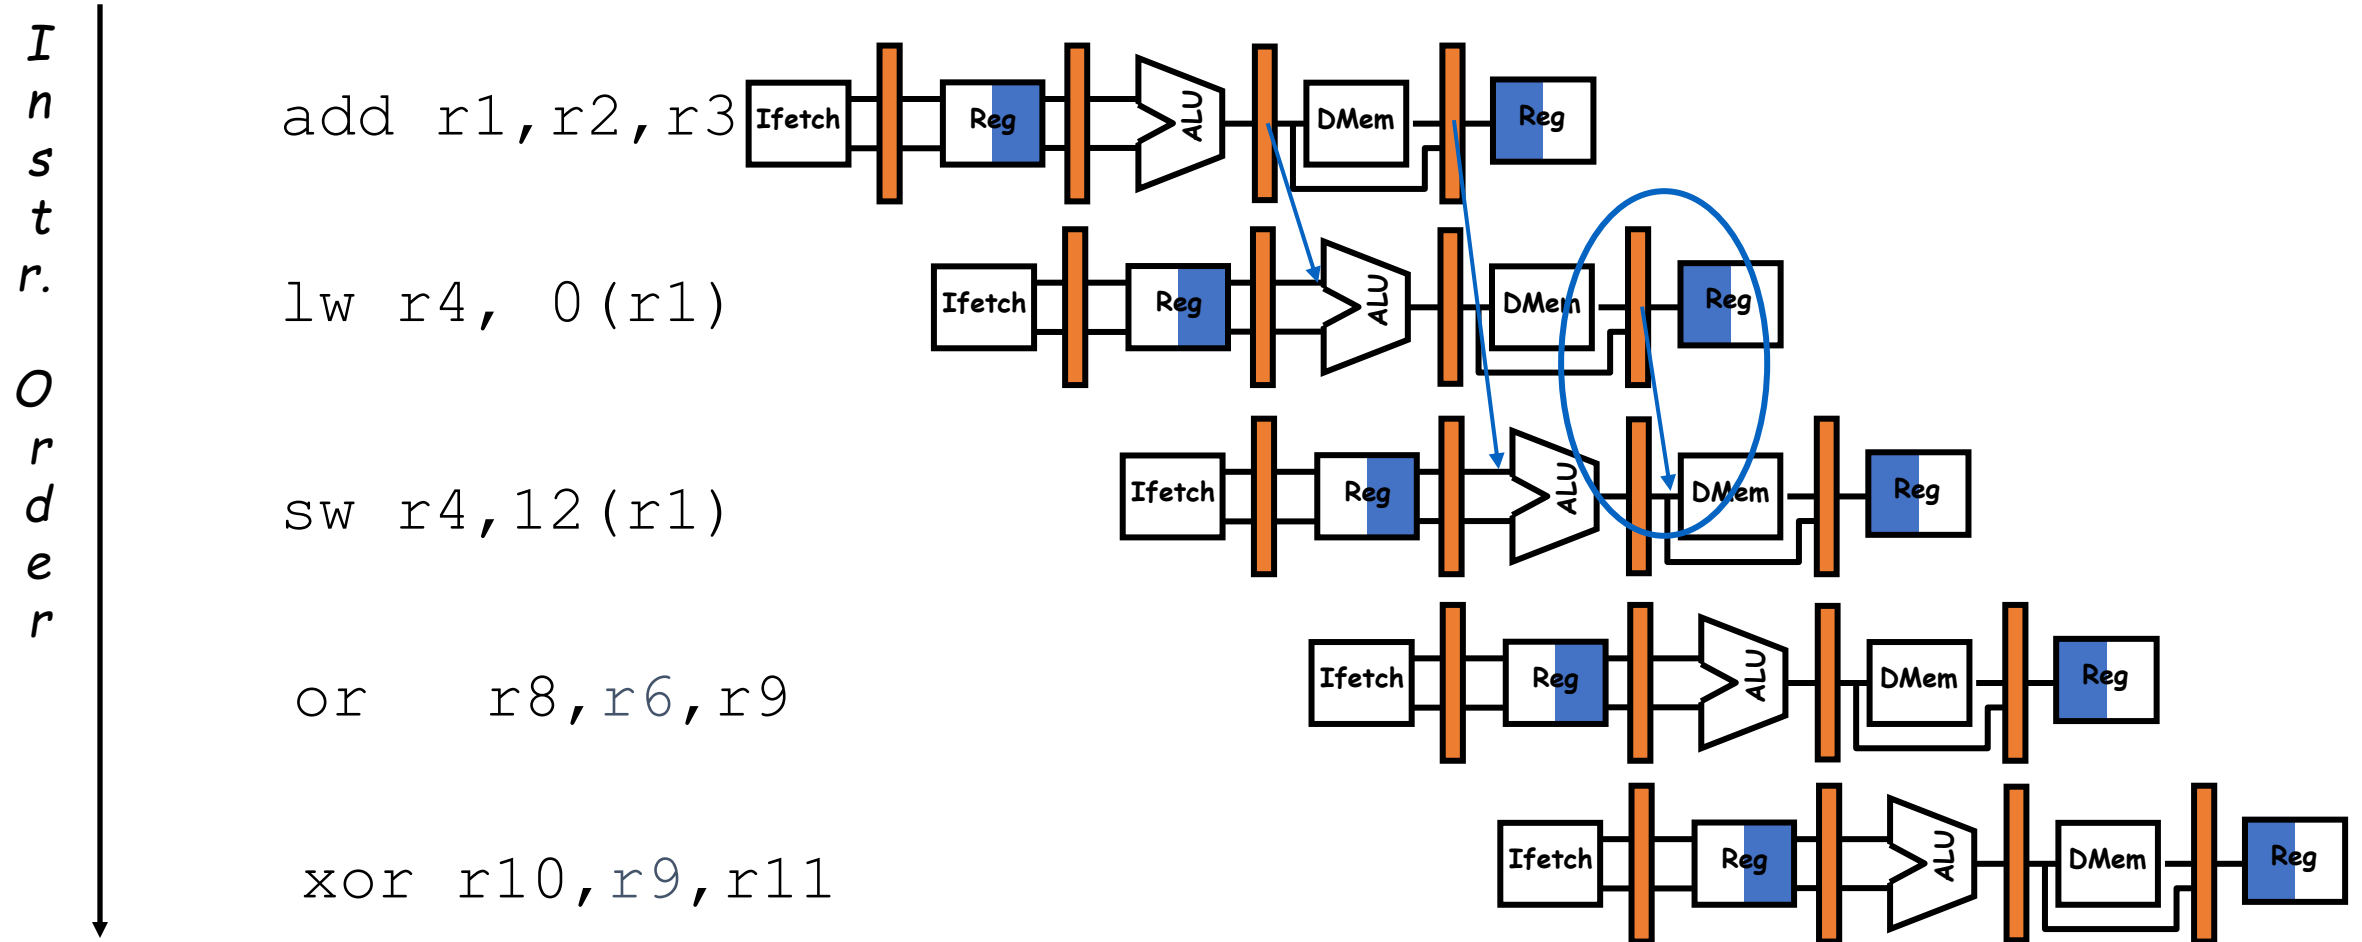 Instr. Order
add r1,r2,r3 Ifetch Reg ALU DMem Reg
lw r4, 0(r1) Ifetch Reg ALU DMem Reg
sw r4,12(r1) Ifetch Reg ALU DMem Reg
or r8,r6,r9 Ifetch Reg ALU DMem Reg
xor r10,r9,r11 Ifetch Reg ALU DMem Reg